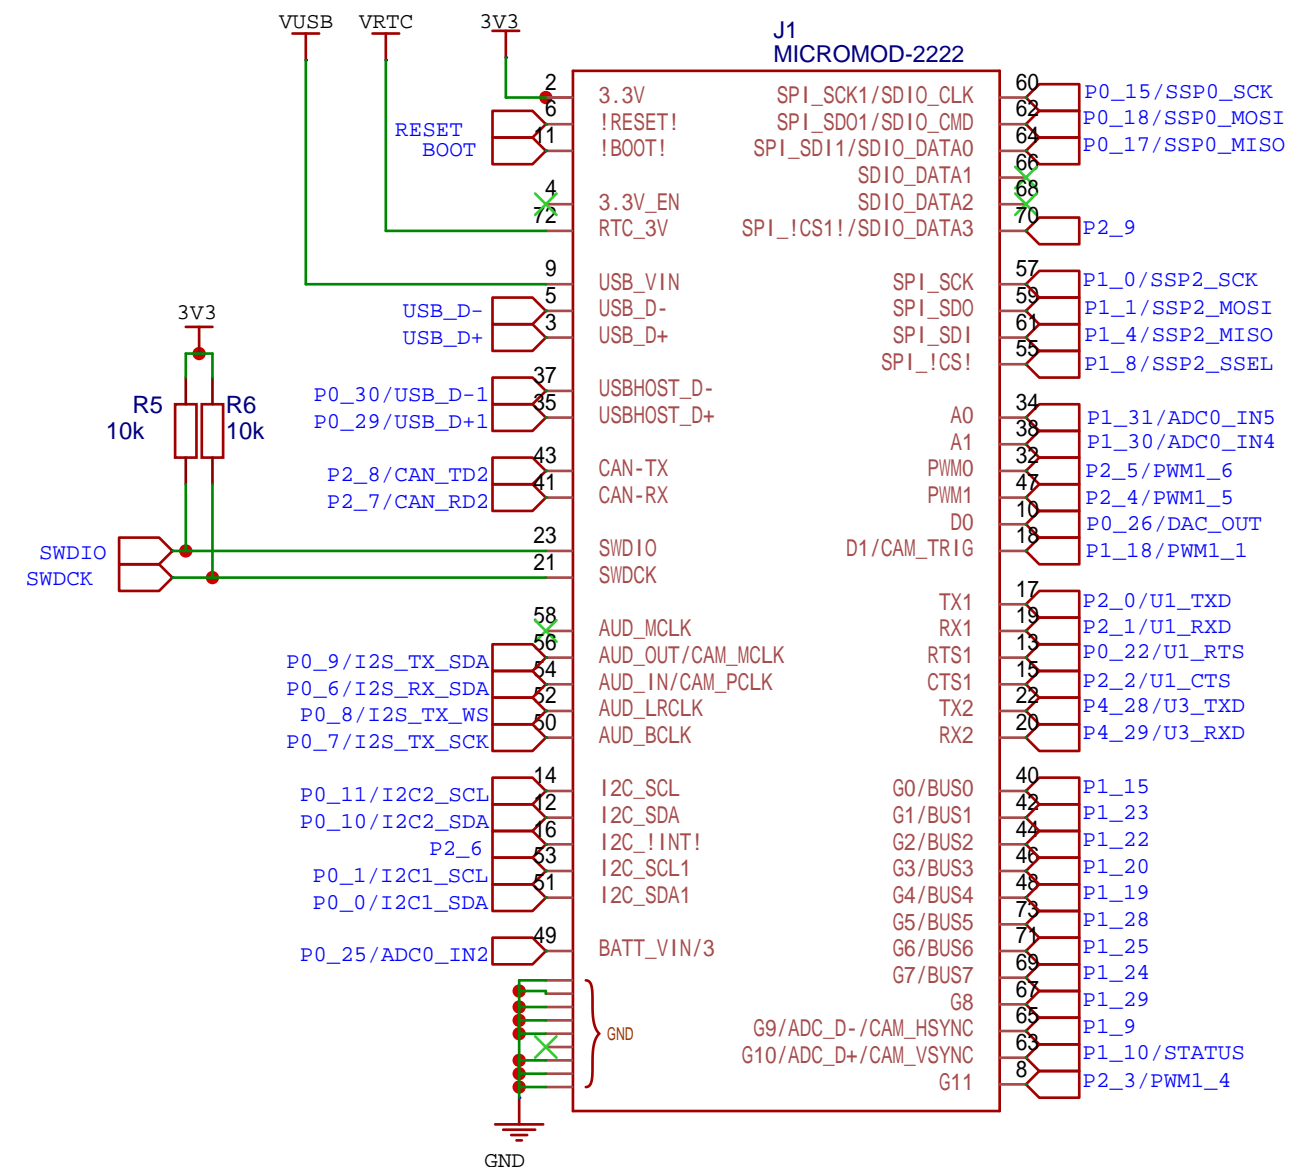 VUSB VRTC 3V3
J1
MICROMOD-2222
2 3.3V SPI_SCK1/SDIO_CLK 60 P0_15/SSP0_SCK
RESET 6 !RESET! SPI_SDO1/SDIO_CMD 62 P0_18/SSP0_MOSI
BOOT 11 !BOOT! SPI_SDI1/SDIO_DATA0 64 P0_17/SSP0_MISO
SDIO_DATA1 66
4 3.3V_EN SDIO_DATA2 68
72 RTC_3V SPI_!CS1!/SDIO_DATA3 70 P2_9
9 USB_VIN SPI_SCK 57 P1_0/SSP2_SCK
USB_D- 5 USB_D- SPI_SDO 59 P1_1/SSP2_MOSI
3V3
USB_D+ 3 USB_D+ SPI_SDI 61 P1_4/SSP2_MISO
SPI_!CS! 55 P1_8/SSP2_SSEL
P0_30/USB_D-1 37 USBHOST_D-
R5 R6
10k 10k
P0_29/USB_D+1 35 USBHOST_D+ A0 34 P1_31/ADC0_IN5
A1 38 P1_30/ADC0_IN4
P2_8/CAN_TD2 43 CAN-TX PWM0 32 P2_5/PWM1_6
P2_7/CAN_RD2 41 CAN-RX PWM1 47 P2_4/PWM1_5
D0 10 P0_26/DAC_OUT
SWDIO 23 SWDIO D1/CAM_TRIG 18 P1_18/PWM1_1
SWDCK 21 SWDCK
TX1 17 P2_0/U1_TXD
58 AUD_MCLK RX1 19 P2_1/U1_RXD
P0_9/I2S_TX_SDA 56 AUD_OUT/CAM_MCLK RTS1 13 P0_22/U1_RTS
P0_6/I2S_RX_SDA 54 AUD_IN/CAM_PCLK CTS1 15 P2_2/U1_CTS
P0_8/I2S_TX_WS 52 AUD_LRCLK TX2 22 P4_28/U3_TXD
P0_7/I2S_TX_SCK 50 AUD_BCLK RX2 20 P4_29/U3_RXD
P0_11/I2C2_SCL 14 I2C_SCL G0/BUS0 40 P1_15
P0_10/I2C2_SDA 12 I2C_SDA G1/BUS1 42 P1_23
P2_6 16 I2C_!INT! G2/BUS2 44 P1_22
P0_1/I2C1_SCL 53 I2C_SCL1 G3/BUS3 46 P1_20
P0_0/I2C1_SDA 51 I2C_SDA1 G4/BUS4 48 P1_19
G5/BUS5 73 P1_28
P0_25/ADC0_IN2 49 BATT_VIN/3 G6/BUS6 71 P1_25
G7/BUS7 69 P1_24
G8 67 P1_29
GND G9/ADC_D-/CAM_HSYNC 65 P1_9
G10/ADC_D+/CAM_VSYNC 63 P1_10/STATUS
G11 8 P2_3/PWM1_4
GND